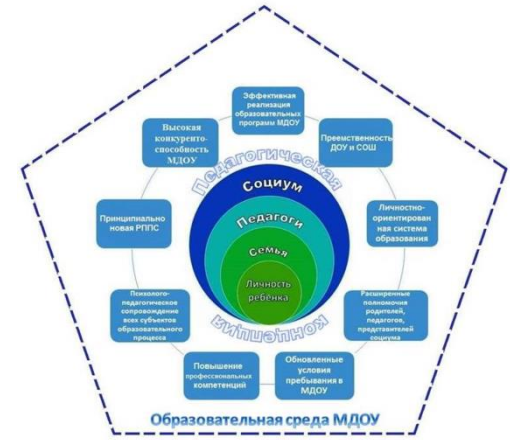 Эффективная
реализация
образовательных
программ МДОУ
Преемственность
ДОУ и СОШ
Личностно-
ориентирован
ная система
образования
Расширенные
полномочия
родителей,
педагогов,
представителей
социума
Обновленные
условия
пребывания в
МДОУ
Повышение
профессиональных
компетенций
Психолого-
педагогическое
сопровождение
всех субъектов
образовательного
процесса
Принципиально
новая РППС
Высокая
конкуренто-
способность
МДОУ
Педагогическая
концепция
Социум
Педагоги
Семья
Личность
ребёнка
Образовательная среда МДОУ